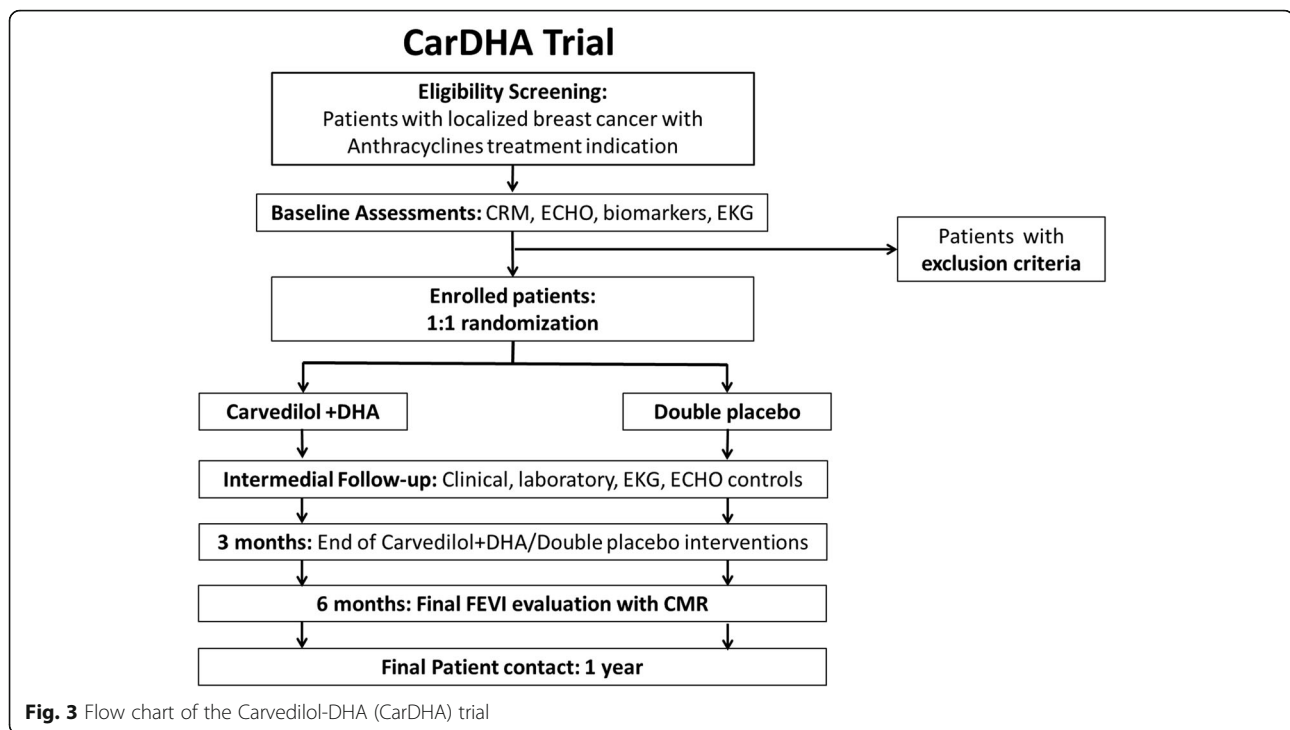 CarDHA Trial
Eligibility Screening:
Patients with localized breast cancer with
Anthracyclines treatment indication
Baseline Assessments: CRM, ECHO, biomarkers, EKG
Patients with
exclusion criteria
Enrolled patients:
1:1 randomization
Carvedilol +DHA
Double placebo
Intermedial Follow-up: Clinical, laboratory, EKG, ECHO controls
3 months: End of Carvedilol+DHA/Double placebo interventions
6 months: Final FEVI evaluation with CMR
Final Patient contact: 1 year
Fig. 3 Flow chart of the Carvedilol-DHA (CarDHA) trial